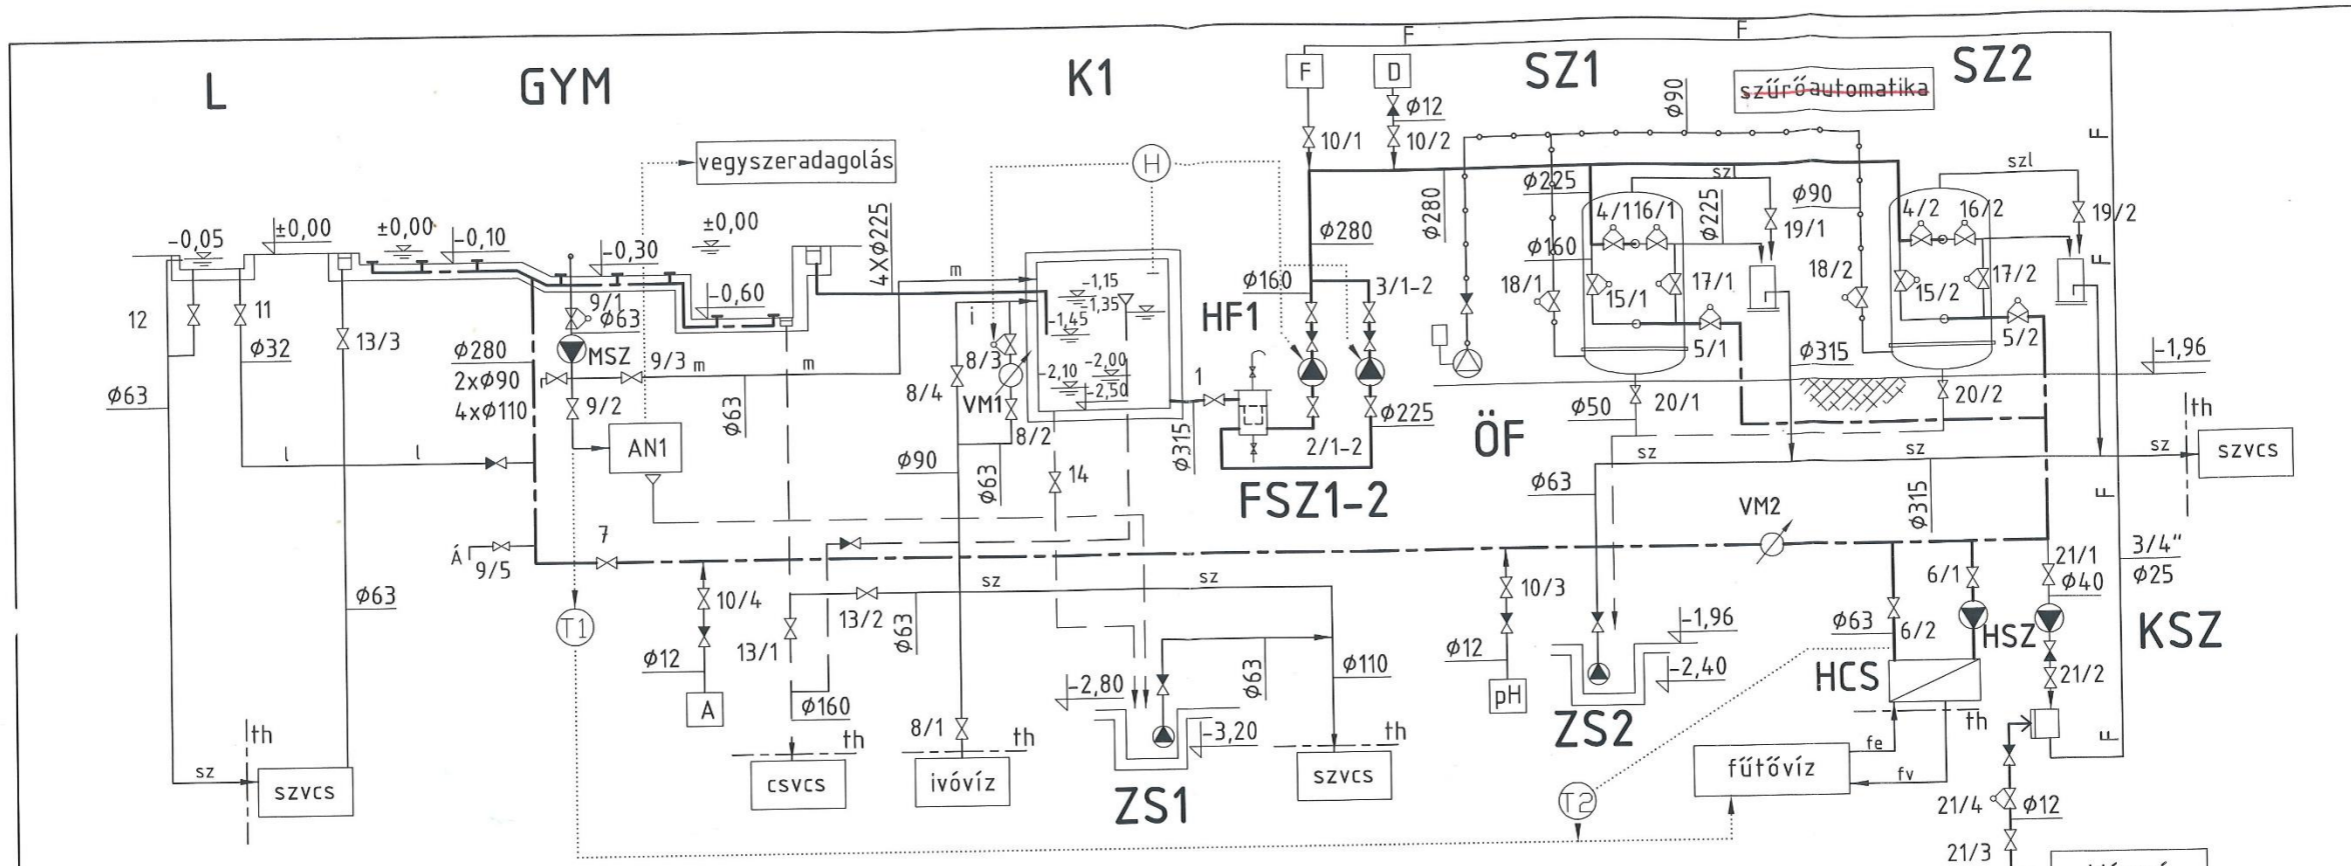 L
GYM
K1
SZ1
SZ2
F
F
F
D
szűrőautomatika
Φ90
Φ12
10/1
10/2
vegyszeradagolás
H
F
szl
szl
-0,05
±0,00
±0,00
-0,10
-0,30
±0,00
4XΦ225
m
Φ280
Φ280
Φ225
4/1
16/1
Φ225
19/1
Φ90
4/2
16/2
19/2
Φ160
F
-0,60
i
-1,15
-1,35
-1,45
Φ160
3/1-2
18/1
15/1
17/1
18/2
15/2
17/2
12
11
13/3
9/1
Φ63
HF1
5/1
5/2
Φ32
Φ280
MSZ
9/3
m
m
8/3
-2,10
-2,00
-2,50
Φ315
-1,96
2xΦ90
4xΦ110
9/2
Φ63
8/4
VM1
8/2
1
Φ315
Φ225
Φ50
20/1
20/2
th
Φ63
ÖF
l
l
AN1
Φ90
Φ63
14
2/1-2
sz
sz
sz
szvcs
FSZ1-2
Φ63
Φ315
F
VM2
Á
9/5
7
3/4"
Φ25
21/1
Φ40
6/1
Φ63
10/4
sz
sz
10/3
T1
13/1
13/2
Φ63
Φ12
Φ12
-1,96
-2,40
Φ63
6/2
HSZ
KSZ
A
Φ160
-2,80
Φ63
Φ110
pH
HCS
21/2
th
th
8/1
th
-3,20
th
ZS2
th
F
sz
szvcs
csvcs
ivóvíz
ZS1
szvcs
T2
fűtővíz
fe
fv
21/4
Φ12
21/3